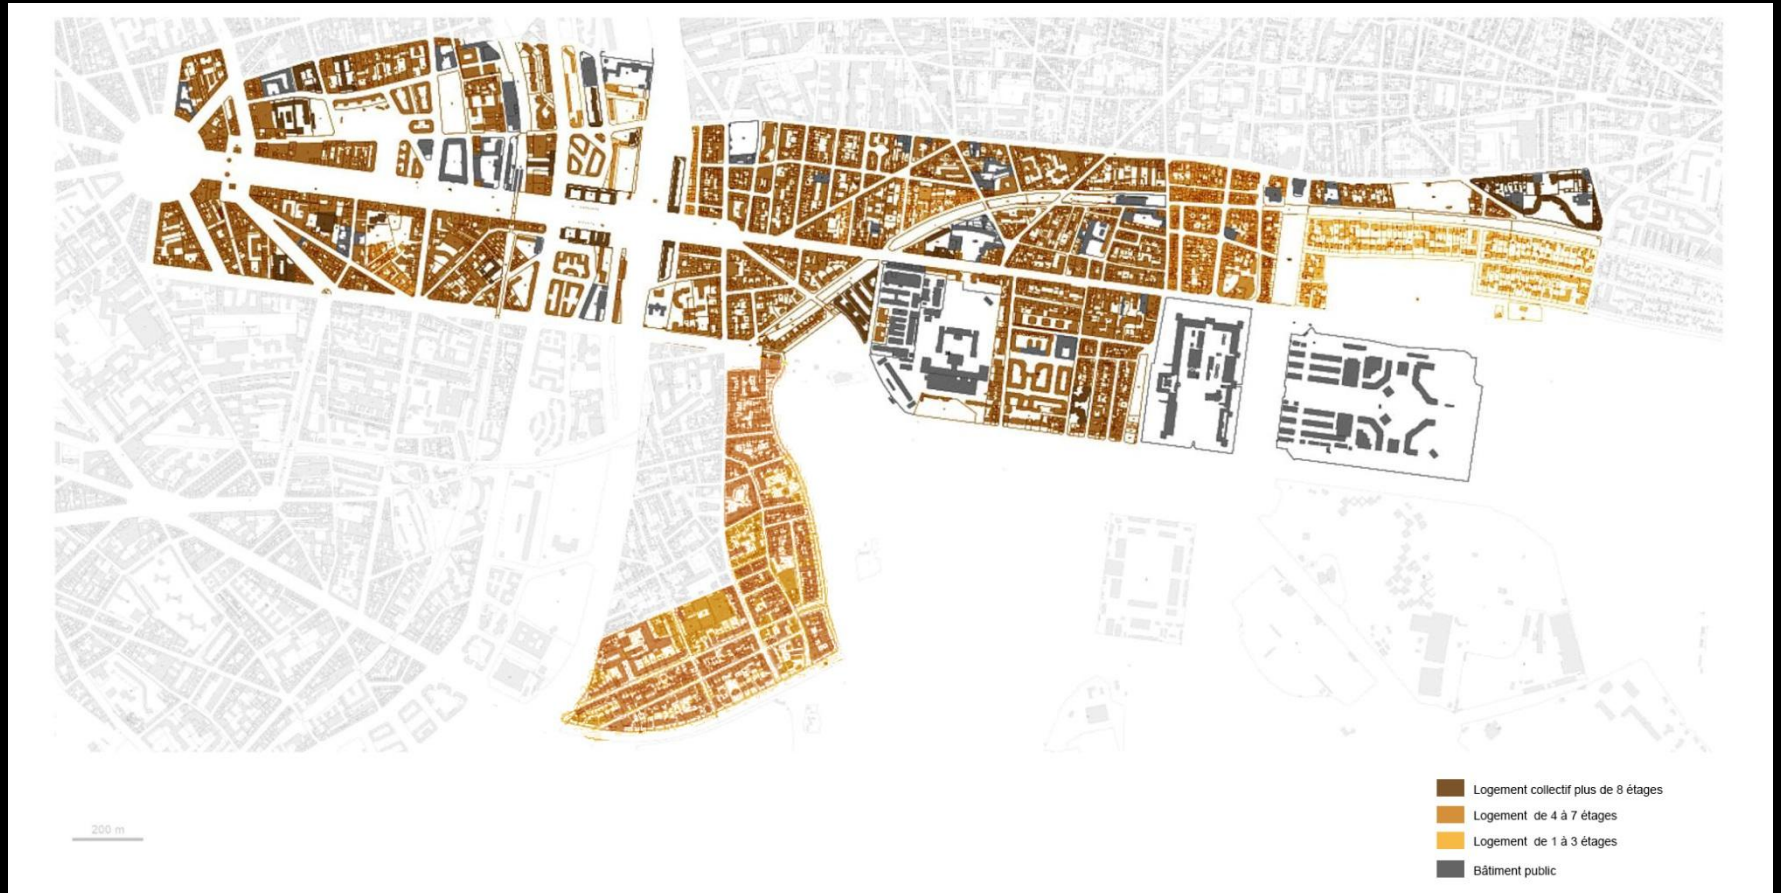 200 m
Logement collectif plus de 8 étages
Logement de 4 à 7 étages
Logement de 1 à 3 étages
Bâtiment public